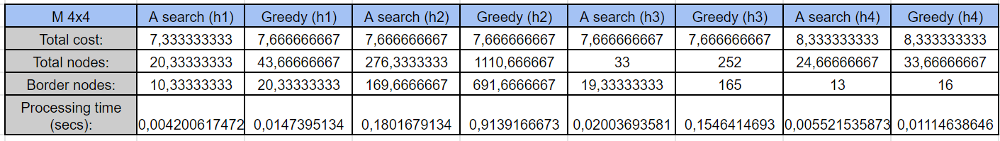 M 4x4 A search (h1) Greedy (h1) A search (h2) Greedy (h2) A search (h3) Greedy (h3) A search (h4) Greedy (h4)
Total cost: 7,333333333 7,666666667 7,666666667 7,666666667 7,666666667 7,666666667 8,333333333 8,333333333
Total nodes: 20,33333333 43,66666667 276,3333333 1110,666667 33 252 24,66666667 33,66666667
Border nodes: 10,33333333 20,33333333 169,6666667 691,6666667 19,33333333 165 13 16
Processing time
(secs): 0,004200617472 0,0147395134 0,1801679134 0,9139166673 0,02003693581 0,1546414693 0,005521535873 0,01114638646